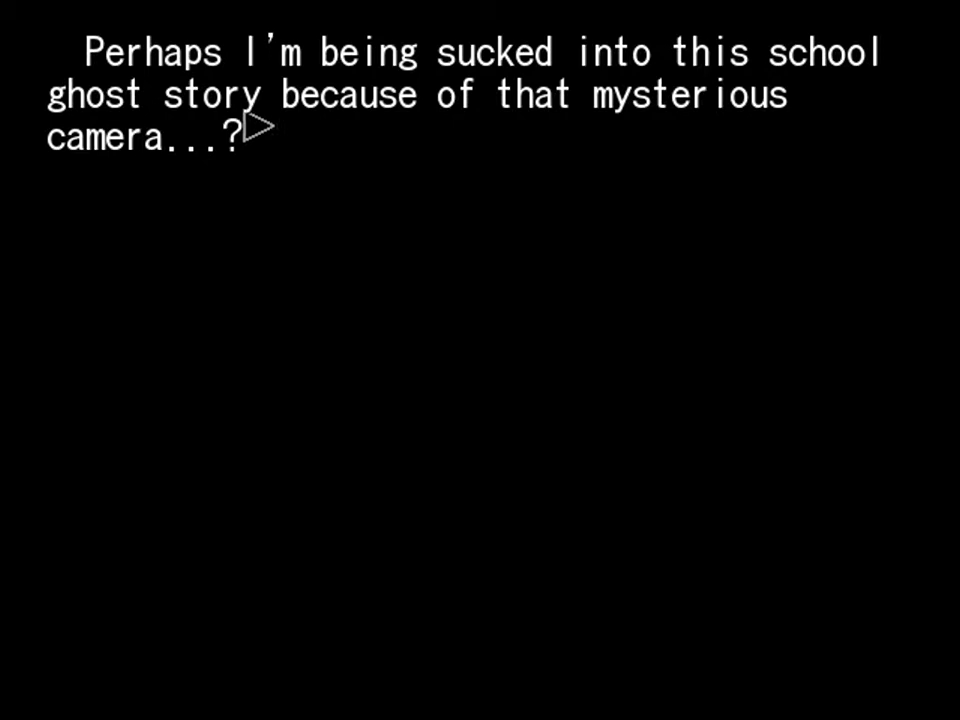 Perhaps I'm being sucked into this school
ghost story because of that mysterious
camera...?